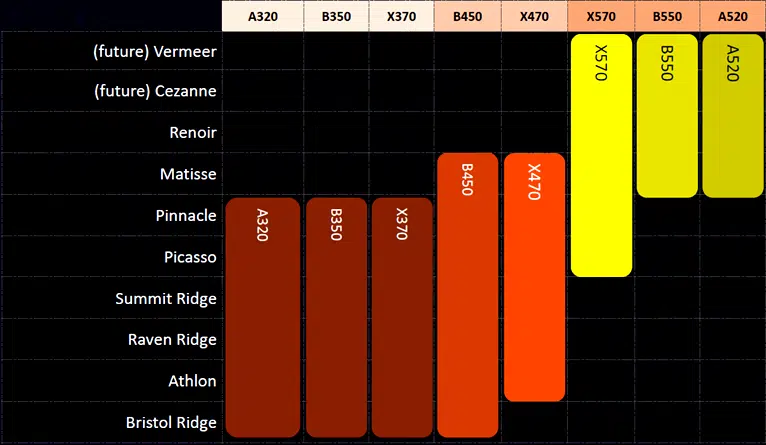 A320 B350 X370 B450 X470 X570 B550 A520
(future) Vermeer X570 B550 A520
(future) Cezanne
Renoir
Matisse B450 X470
Pinnacle A320 B350 X370
Picasso
Summit Ridge
Raven Ridge
Athlon
Bristol Ridge